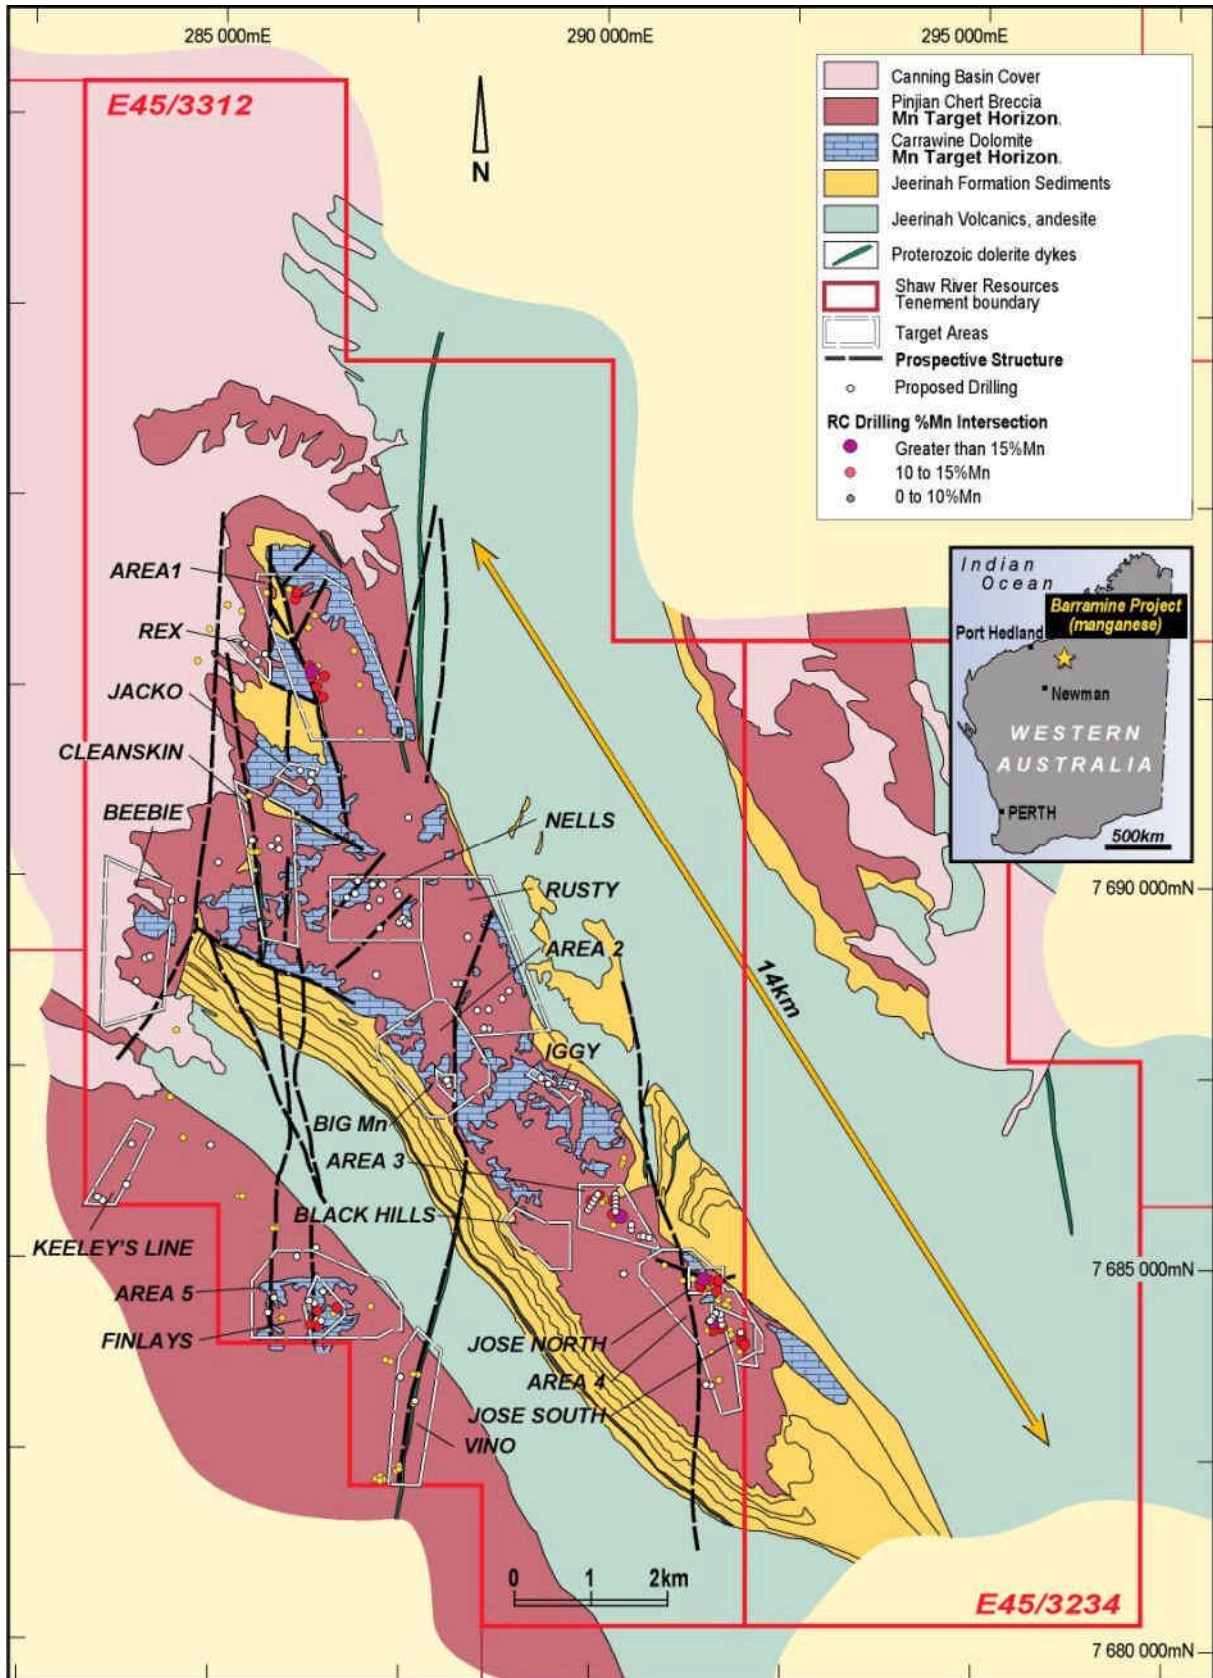 285 000mE
290 000mE
295 000mE
E45/3312
N
Canning Basin Cover
Pinjian Chert Breccia
Mn Target Horizon.
Carrawine Dolomite
Mn Target Horizon.
Jeerinah Formation Sediments
Jeerinah Volcanics, andesite
Proterozoic dolerite dykes
Shaw River Resources
Tenement boundary
Target Areas
Prospective Structure
Proposed Drilling
RC Drilling %Mn Intersection
Greater than 15%Mn
10 to 15%Mn
0 to 10%Mn
Indian
Ocean
Barramine Project
(manganese)
Port Hedland
Newman
WESTERN
AUSTRALIA
PERTH
500km
AREA1
REX
JACKO
CLEANSKIN
BEEBIE
NELLS
RUSTY
AREA 2
7 690 000mN
14km
IGGY
BIG Mn
AREA 3
BLACK HILLS
KEELEY'S LINE
AREA 5
FINLAYS
7 685 000mN
JOSE NORTH
AREA 4
JOSE SOUTH
VINO
0 1 2km
E45/3234
7 680 000mN